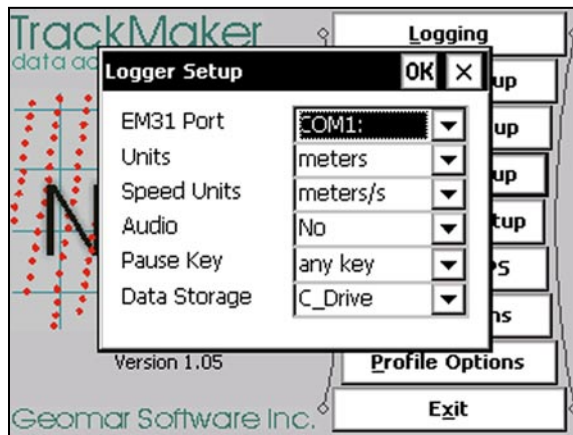 TrackMaker
Logging
data ac
Logger Setup
OK
up
EM31 Port
COM1:
up
Units
meters
Speed Units
meters/s
up
Audio
No
tup
Pause Key
any key
PS
Data Storage
C_Drive
ns
Version 1.05
Profile Options
Geomar Software Inc.
Exit